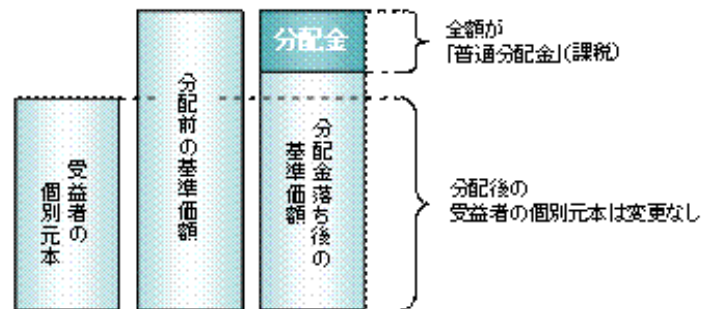 分配金
全額が
「普通分配金」(課税)
受益者の
個別元本
分配前の基準価額
分配金落ち後の
基準価額
分配後の
受益者の個別元本は変更なし